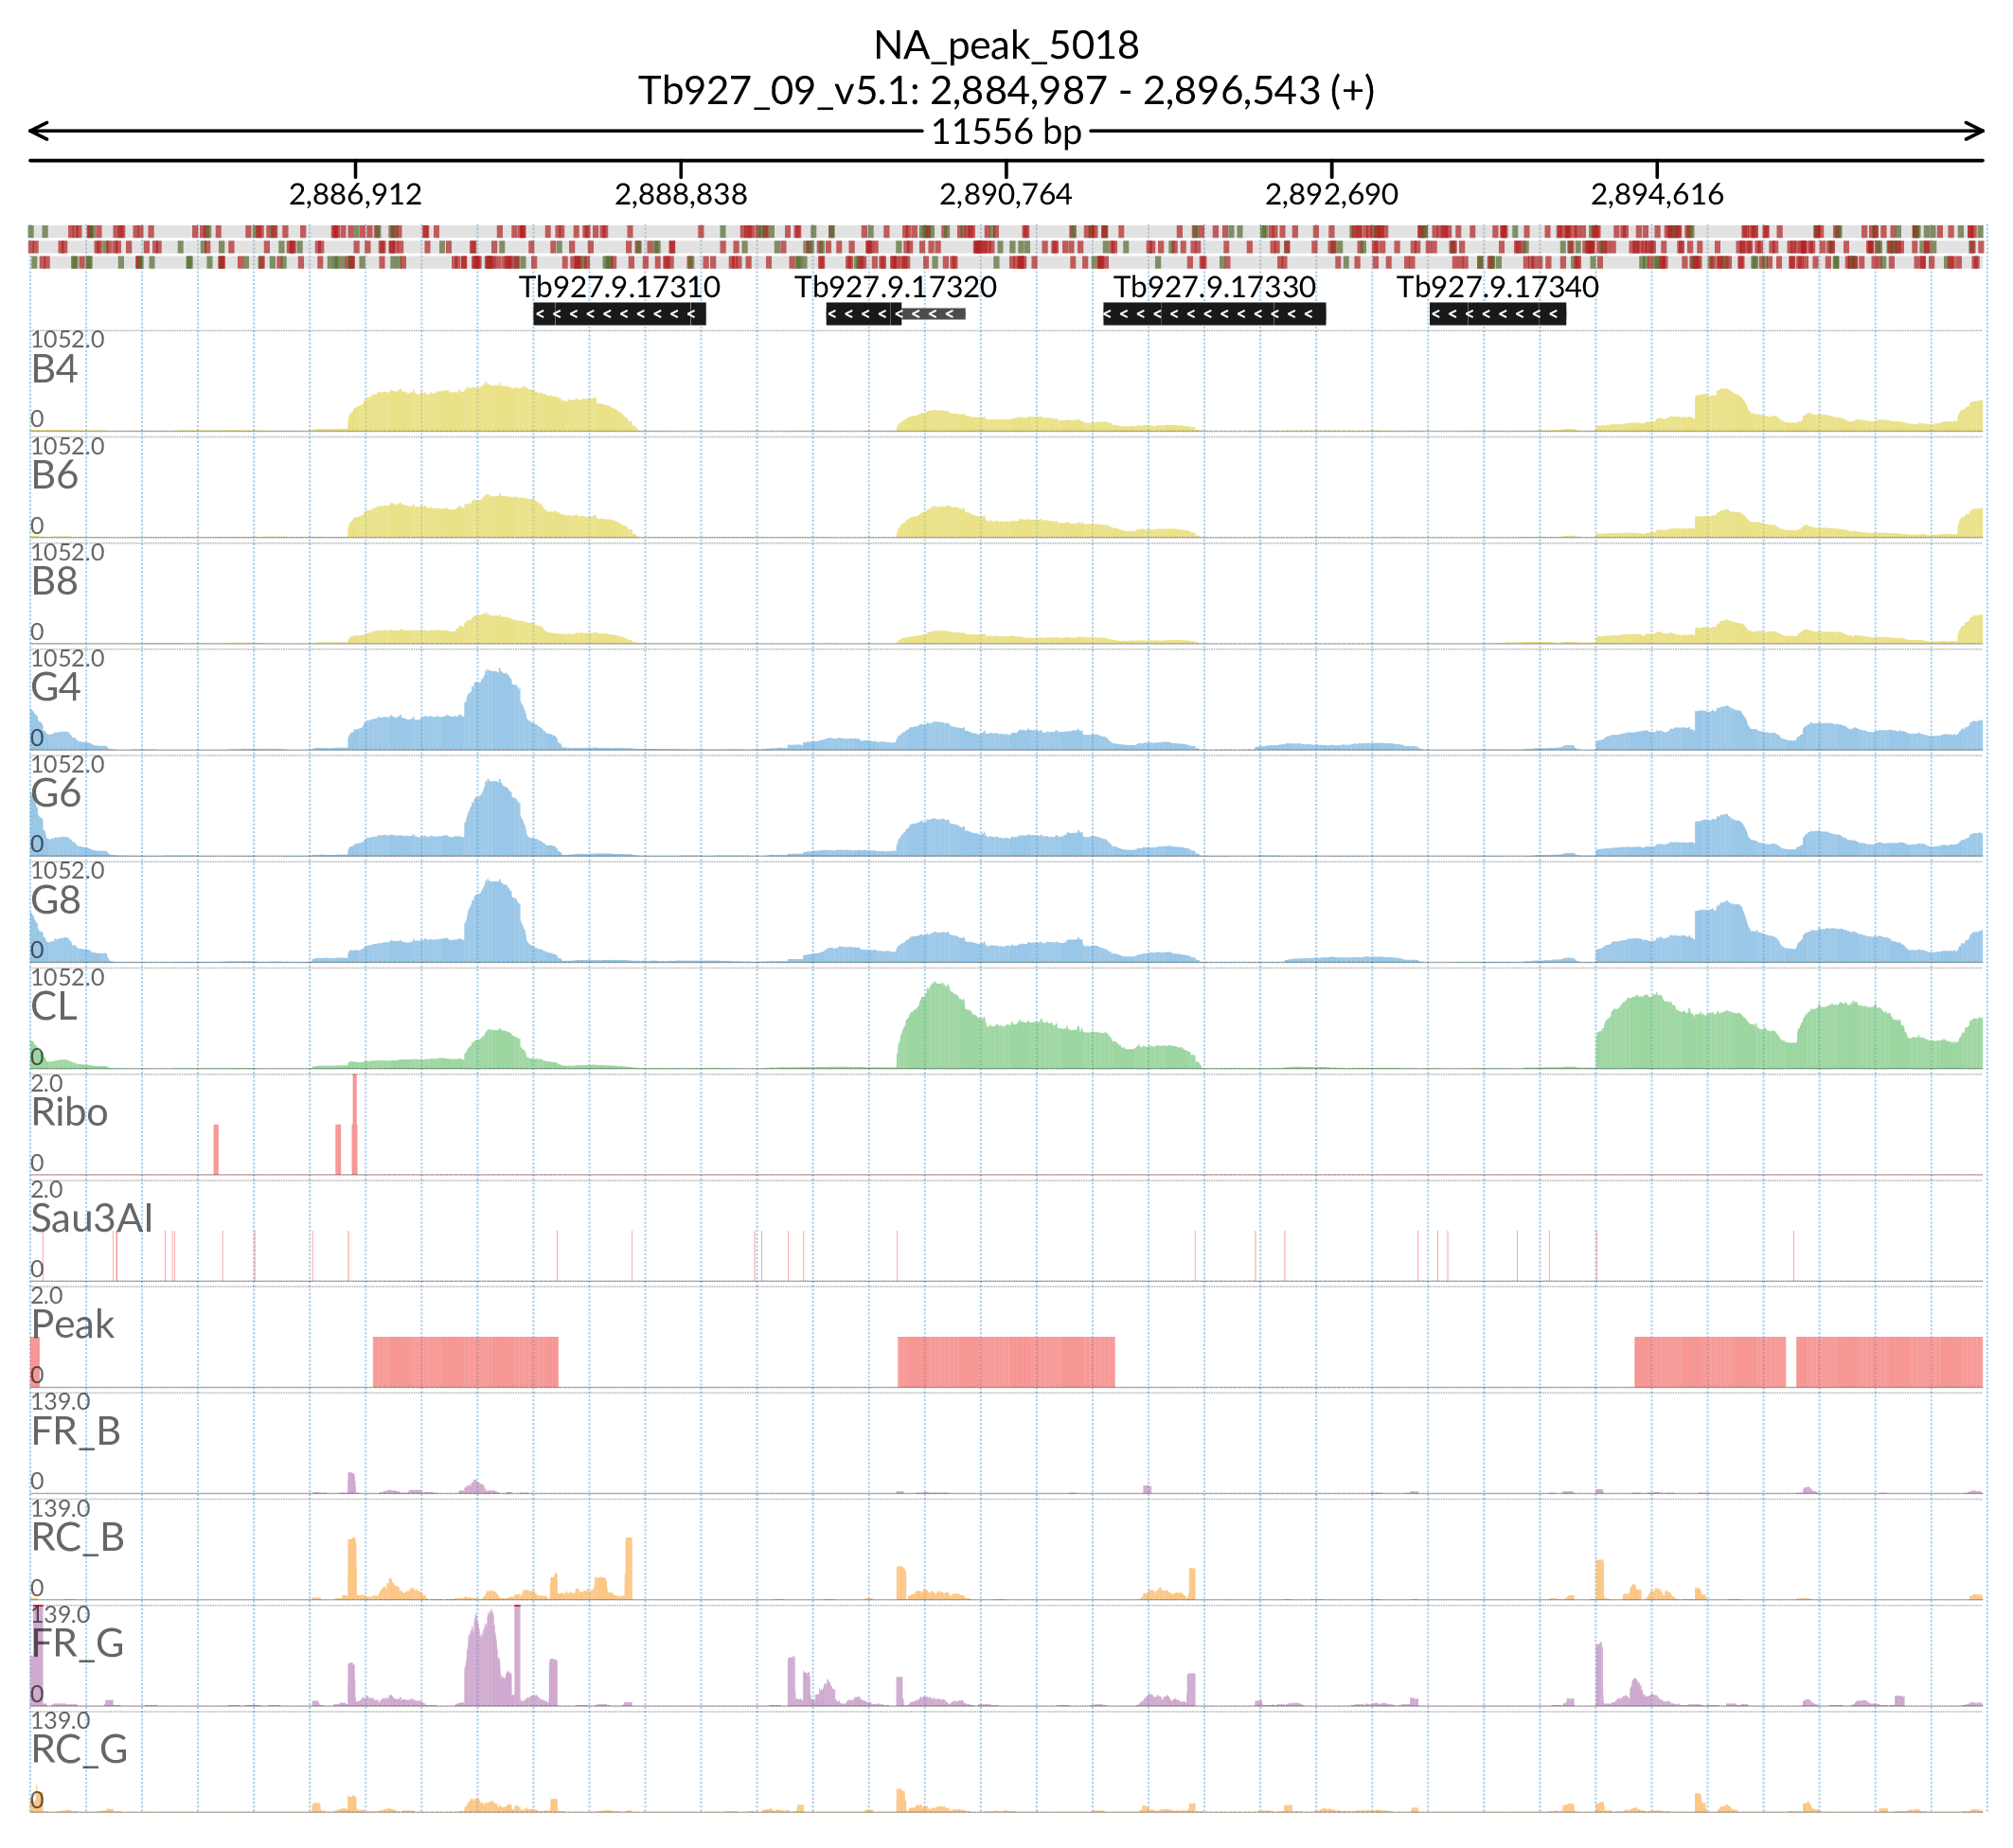 NA_peak_5018
Tb927_09_v5.1: 2,884,987 - 2,896,543 (+)
11556 bp
2,886,912 2,888,838 2,890,764 2,892,690 2,894,616
Tb927.9.17310 Tb927.9.17320 Tb927.9.17330 Tb927.9.17340
1052.0
B4
0
1052.0
B6
0
1052.0
B8
0
1052.0
G4
0
1052.0
G6
0
1052.0
G8
0
1052.0
CL
0
2.0
Ribo
0
2.0
Sau3AI
0
2.0
Peak
0
139.0
FR_B
0
139.0
RC_B
0
139.0
FR_G
0
139.0
RC_G
0